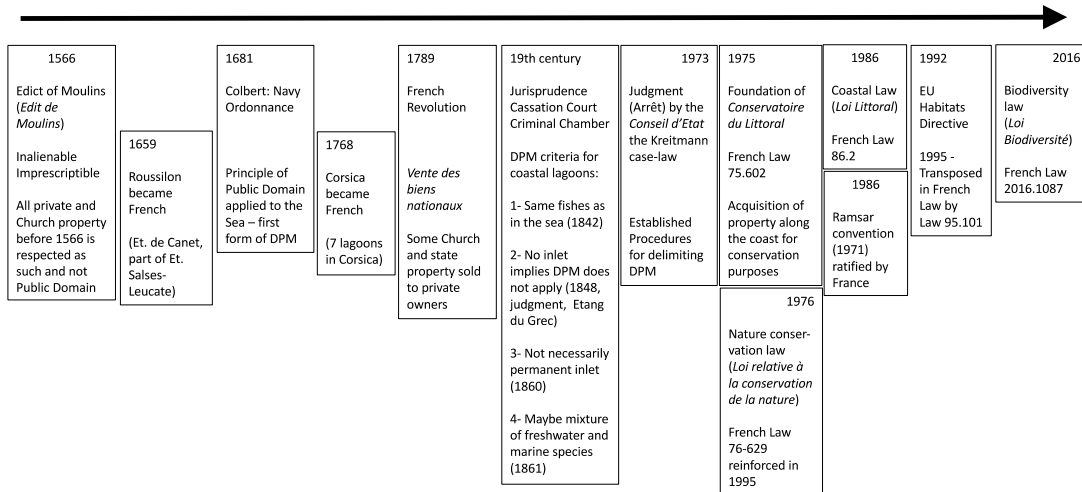 1566
Edict of Moulins
(Edit de
Moulins)
Inalienable
Imprescriptible
All private and
Church property
before 1566 is
respected as
such and not
Public Domain
1659
Roussilon
became
French
(Et. de Canet,
part of Et.
Salses-
Leucate)
1681
Colbert: Navy
Ordonnance
Principle of
Public Domain
applied to the
Sea – first
form of DPM
1768
Corsica
became
French
(7 lagoons
in Corsica)
1789
French
Revolution
Vente des
biens
nationaux
Some Church
and state
property sold
to private
owners
19th century
Jurisprudence
Cassation Court
Criminal Chamber
DPM criteria for
coastal lagoons:
1- Same fishes as
in the sea (1842)
2- No inlet
implies DPM does
not apply (1848,
judgment, Etang
du Grec)
3- Not necessarily
permanent inlet
(1860)
4- Maybe mixture
of freshwater and
marine species
(1861)
1973
Judgment
(Arrêt) by the
Conseil d'Etat
the Kreitmann
case-law
Established
Procedures
for delimiting
DPM
1975
Foundation of
Conservatoire
du Littoral
French Law
75.602
Acquisition of
property along
the coast for
conservation
purposes
1976
Nature conser-
vation law
(Loi relative à
la conservation
de la nature)
French Law
76-629
reinforced in
1995
1986
Coastal Law
(Loi Littoral)
French Law
86.2
1986
Ramsar
convention
(1971)
ratified by
France
1992
EU
Habitats
Directive
1995 -
Transposed
in French
Law by
Law 95.101
2016
Biodiversity
law
(Loi
Biodiversité)
French Law
2016.1087